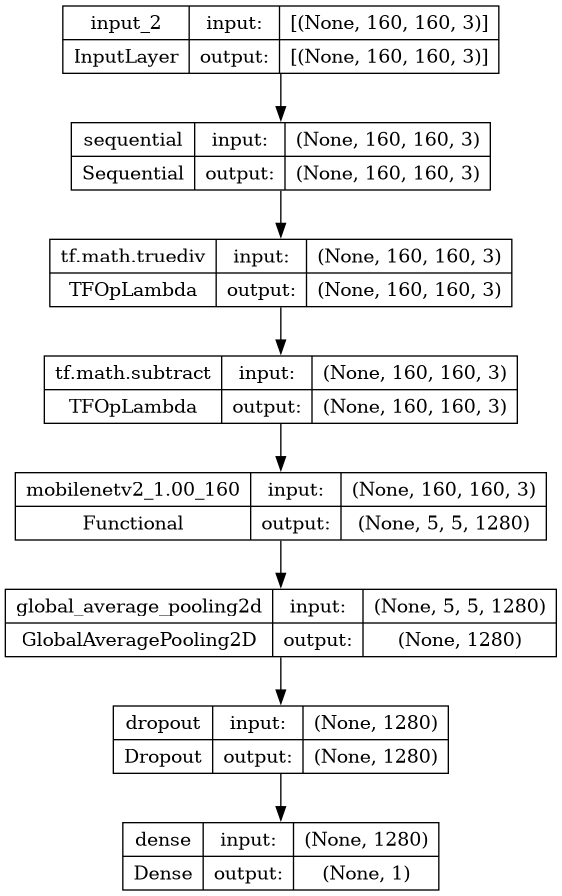 input_2 input: [(None, 160, 160, 3)]
InputLayer output: [(None, 160, 160, 3)]
sequential input: (None, 160, 160, 3)
Sequential output: (None, 160, 160, 3)
tf.math.truediv input: (None, 160, 160, 3)
TFOpLambda output: (None, 160, 160, 3)
tf.math.subtract input: (None, 160, 160, 3)
TFOpLambda output: (None, 160, 160, 3)
mobilenetv2_1.00_160 input: (None, 160, 160, 3)
Functional output: (None, 5, 5, 1280)
global_average_pooling2d input: (None, 5, 5, 1280)
GlobalAveragePooling2D output: (None, 1280)
dropout input: (None, 1280)
Dropout output: (None, 1280)
dense input: (None, 1280)
Dense output: (None, 1)